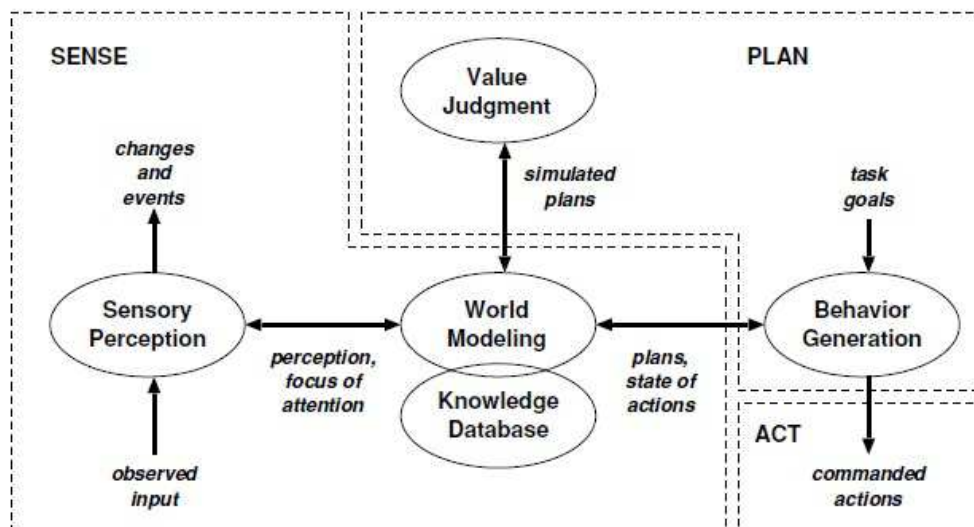 SENSE
PLAN
Value
Judgment
changes
and
events
simulated
plans
task
goals
Sensory
Perception
World
Modeling
Behavior
Generation
perception,
focus of
attention
plans,
state of
actions
Knowledge
Database
ACT
observed
input
commanded
actions